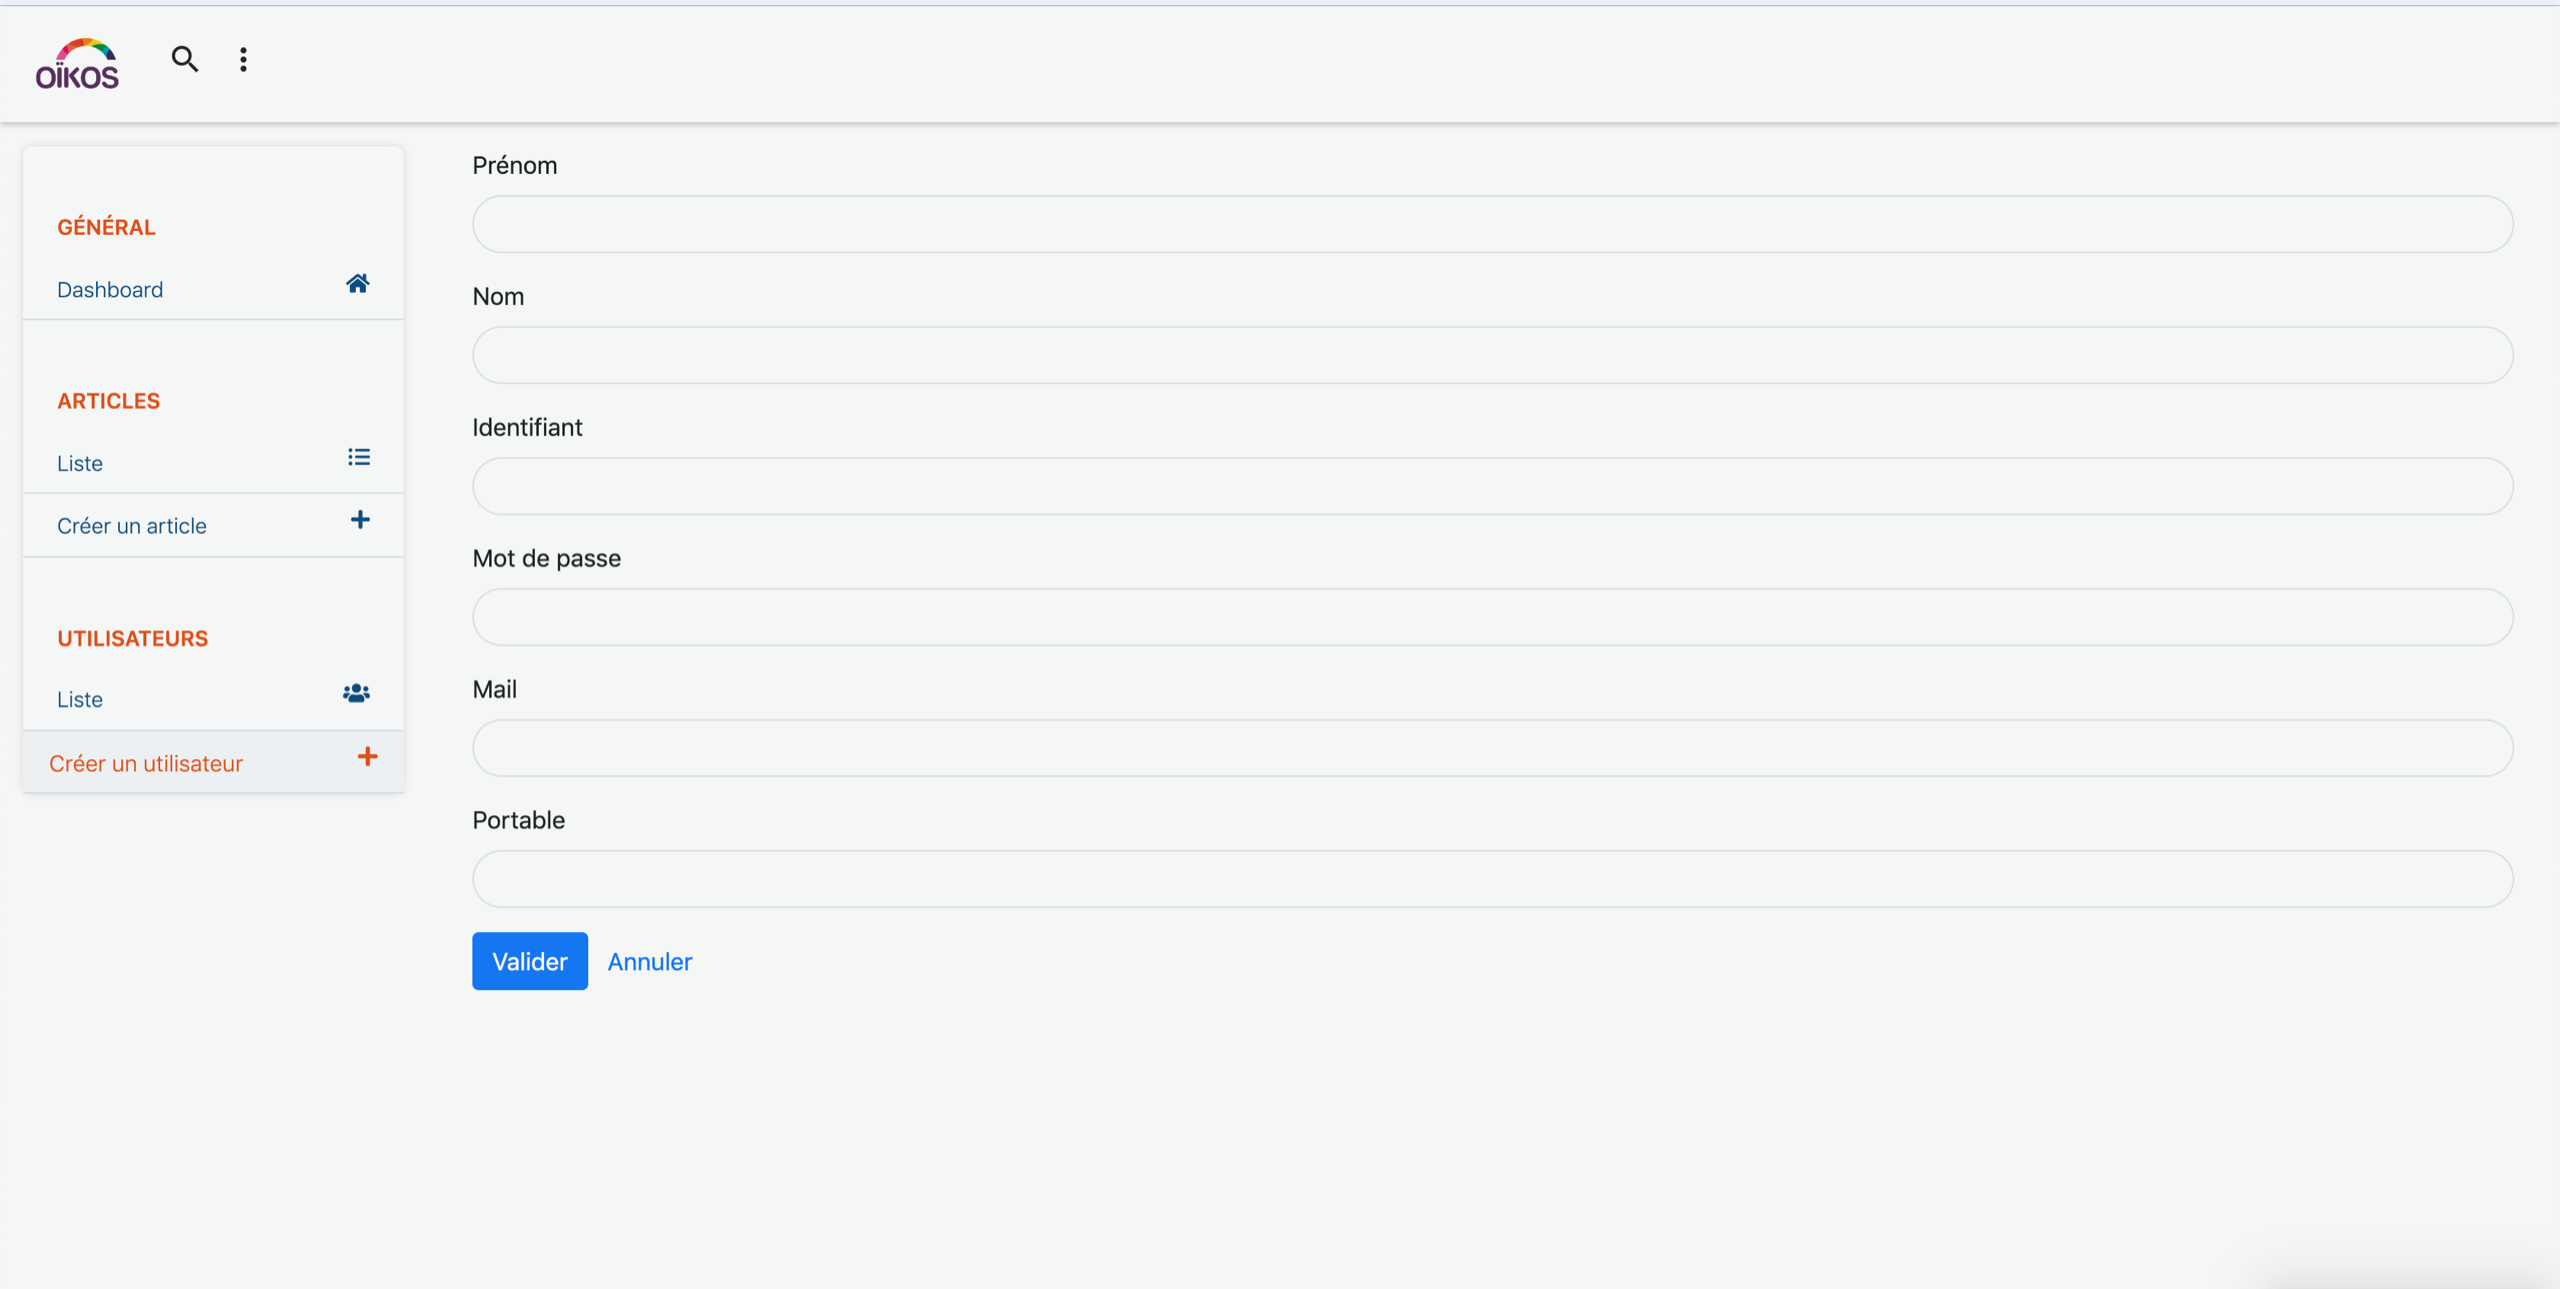 OÏKOS
GÉNÉRAL
Dashboard
ARTICLES
Liste
Créer un article
UTILISATEURS
Liste
Créer un utilisateur
Prénom
Nom
Identifiant
Mot de passe
Mail
Portable
Valider Annuler